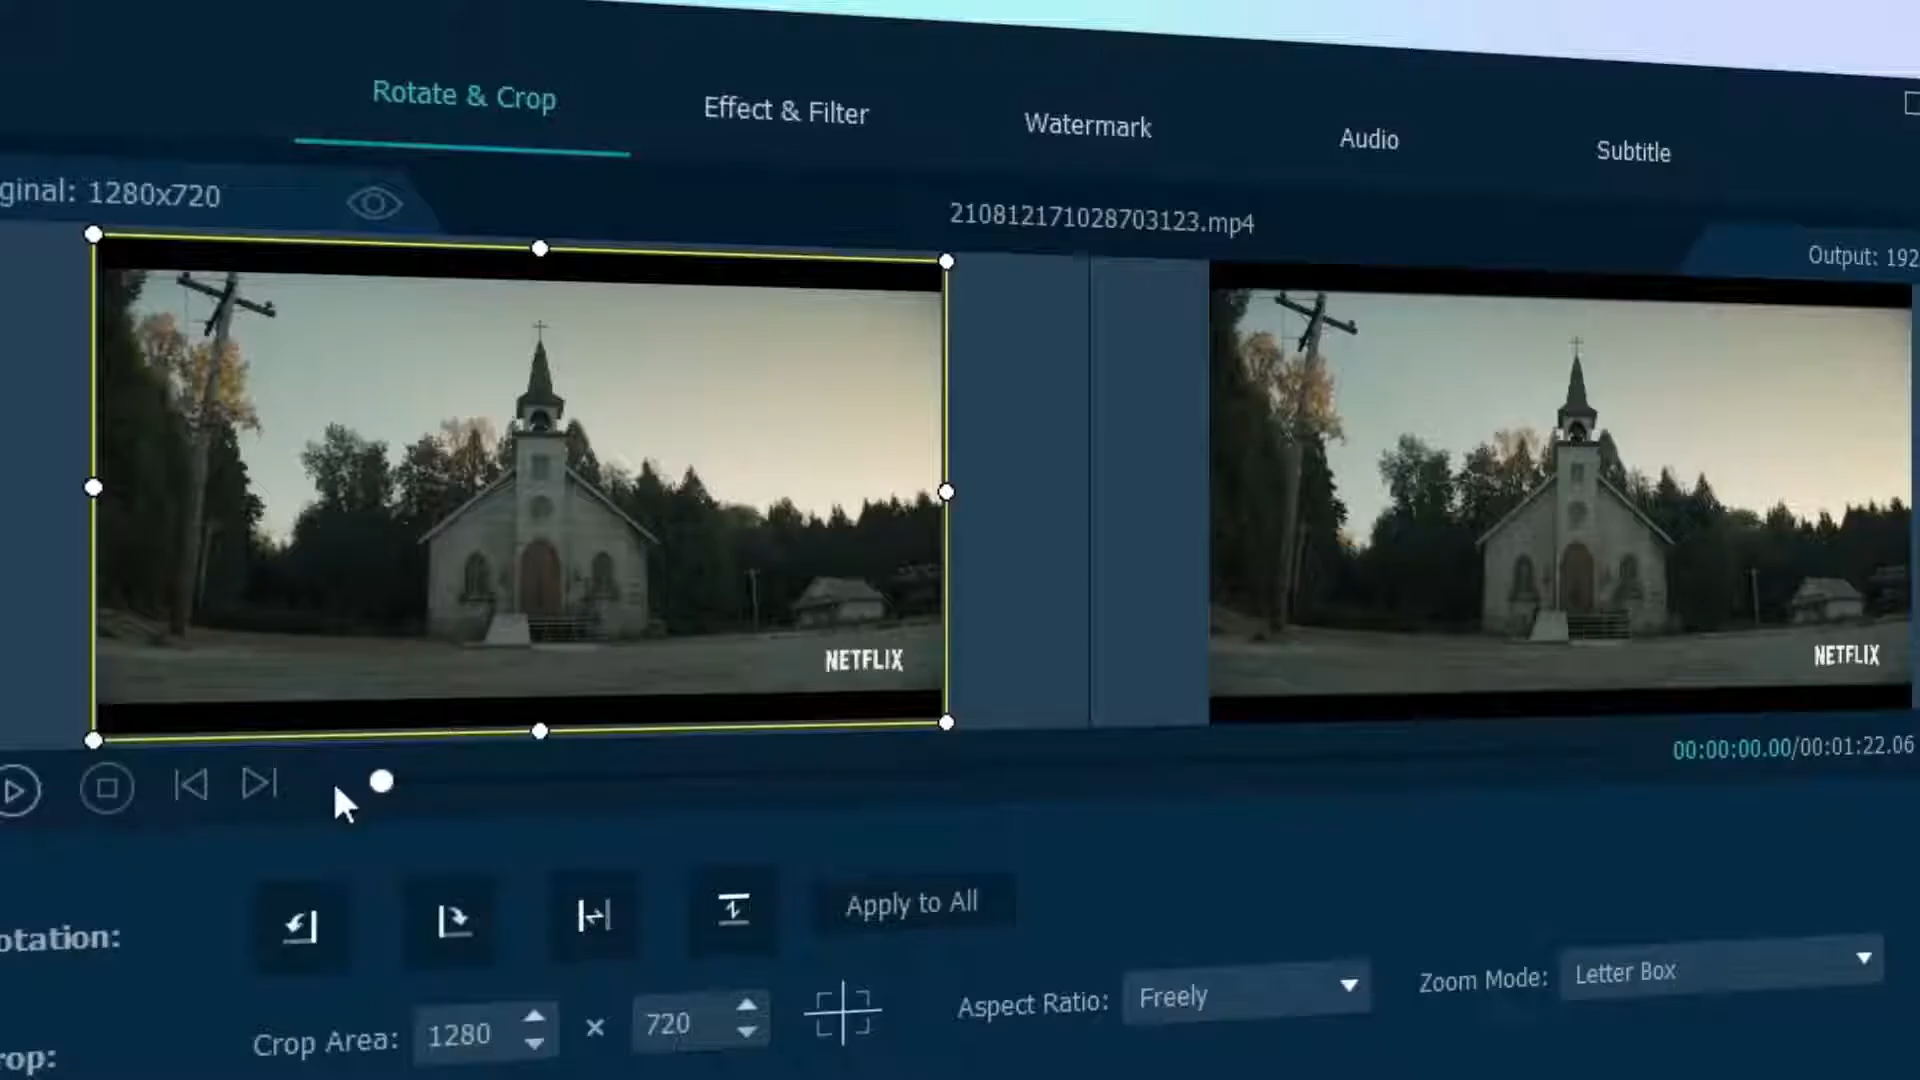 Rotate & Crop
Effect & Filter
Watermark
Audio
Subtitle
ginal: 1280x720
210812171028703123.mp4
Output: 192
NETFLIX
NETFLIX
00:00:00.00/00:01:22.06
otation:
Apply to All
rop:
Crop Area: 1280 × 720
Aspect Ratio: Freely
Zoom Mode: Letter Box